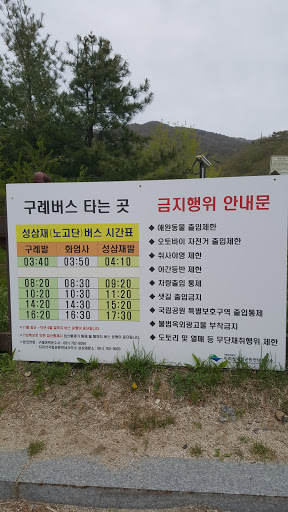 구례버스 타는 곳
성삼재(노고단) 버스 시간표
구례발 화엄사 성삼재발
03:40 03:50 04:10
08:20 08:30 09:20
10:20 10:30 11:20
14:20 14:30 15:20
16:20 16:30 17:30
금지행위 안내문
● 애완동물 출입제한
● 오토바이 자전거 출입제한
● 취사야영 제한
● 야간등반 제한
● 차량출입 통제
● 샛길 출입금지
● 국립공원 특별보호구역 출입통제
● 불법옥외광고물 부착금지
● 도토리 및 열매 등 무단채취행위 제한